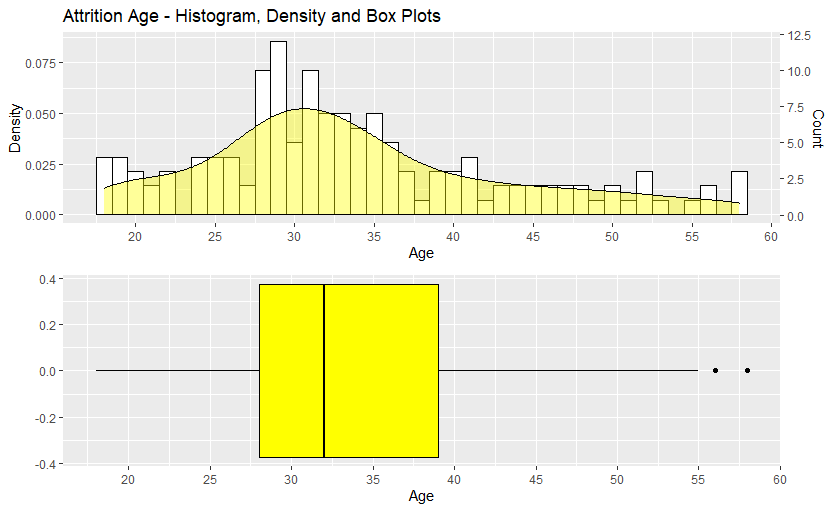 Attrition Age - Histogram, Density and Box Plots
12.5
0.075
10.0
7.5
0.050
5.0
0.025
2.5
0.000
0.0
Density
Count
20 25 30 35 40 45 50 55 60
Age
0.4
0.2
0.0
-0.2
-0.4
20 25 30 35 40 45 50 55 60
Age